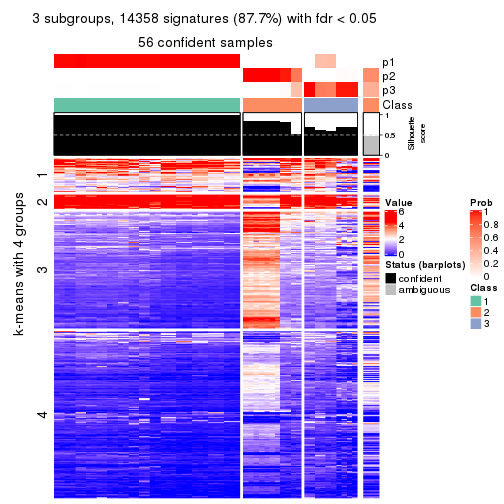 3 subgroups, 14358 signatures (87.7%) with fdr < 0.05
56 confident samples
p1
p2
p3
Class
1
0.5
0
Silhouette
score
k-means with 4 groups
1
2
3
4
Value
6
4
2
0
Status (barplots)
confident
ambiguous
Prob
1
0.8
0.6
0.4
0.2
0
Class
1
2
3